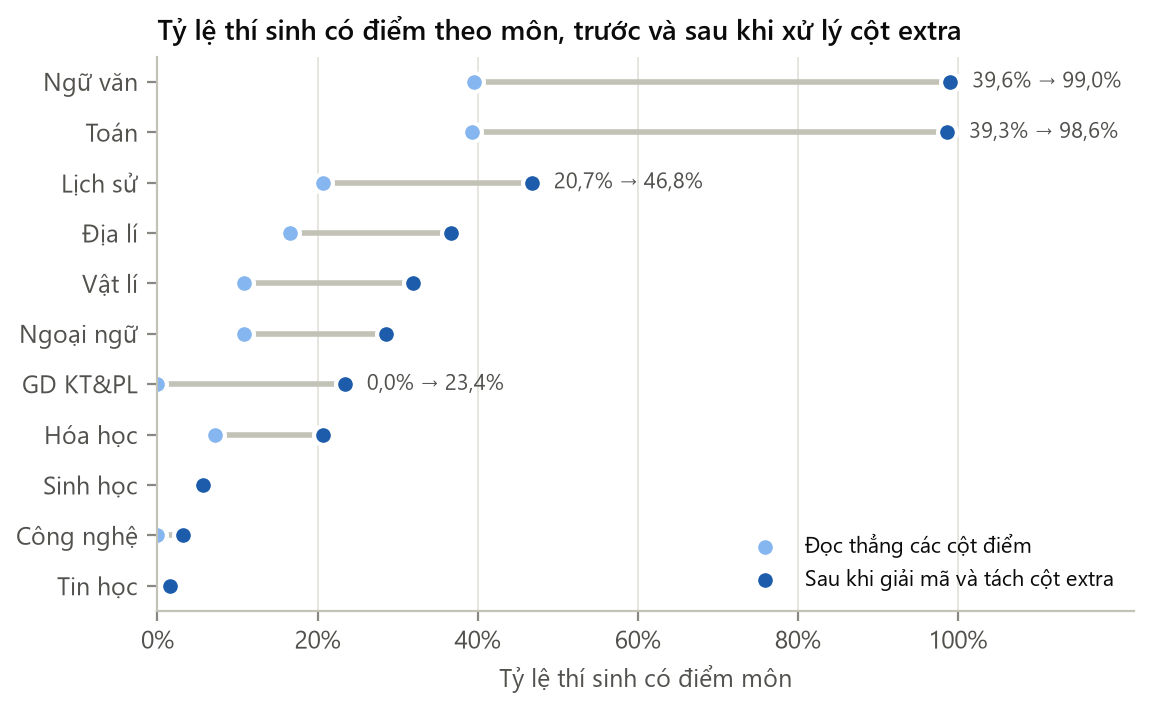 Tỷ lệ thí sinh có điểm theo môn, trước và sau khi xử lý cột extra
Ngữ văn
39,6% → 99,0%
Toán
39,3% → 98,6%
Lịch sử
20,7% → 46,8%
Địa lí
Vật lí
Ngoại ngữ
GD KT&PL
0,0% → 23,4%
Hóa học
Sinh học
Công nghệ
Tin học
Đọc thẳng các cột điểm
Sau khi giải mã và tách cột extra
0% 20% 40% 60% 80% 100%
Tỷ lệ thí sinh có điểm môn